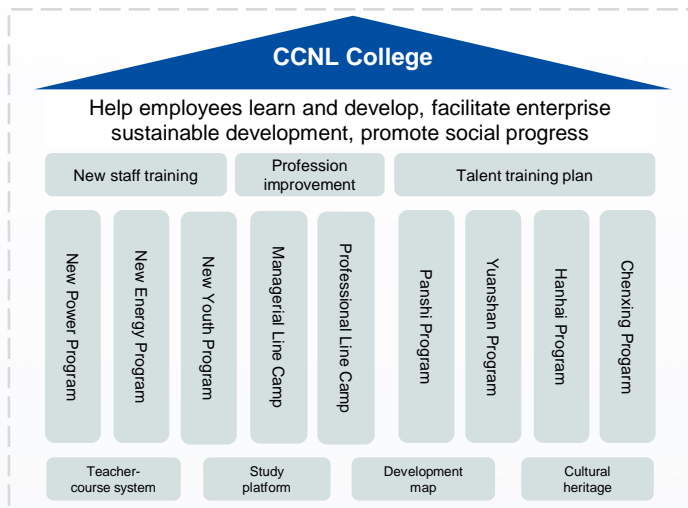 CCNL College
Help employees learn and develop, facilitate enterprise
sustainable development, promote social progress
New staff training
Profession
improvement
Talent training plan
New Power Program
New Energy Program
New Youth Program
Managerial Line Camp
Professional Line Camp
Panshi Program
Yuanshan Program
Hanhai Program
Chenxing Progarm
Teacher-
course system
Study
platform
Development
map
Cultural
heritage